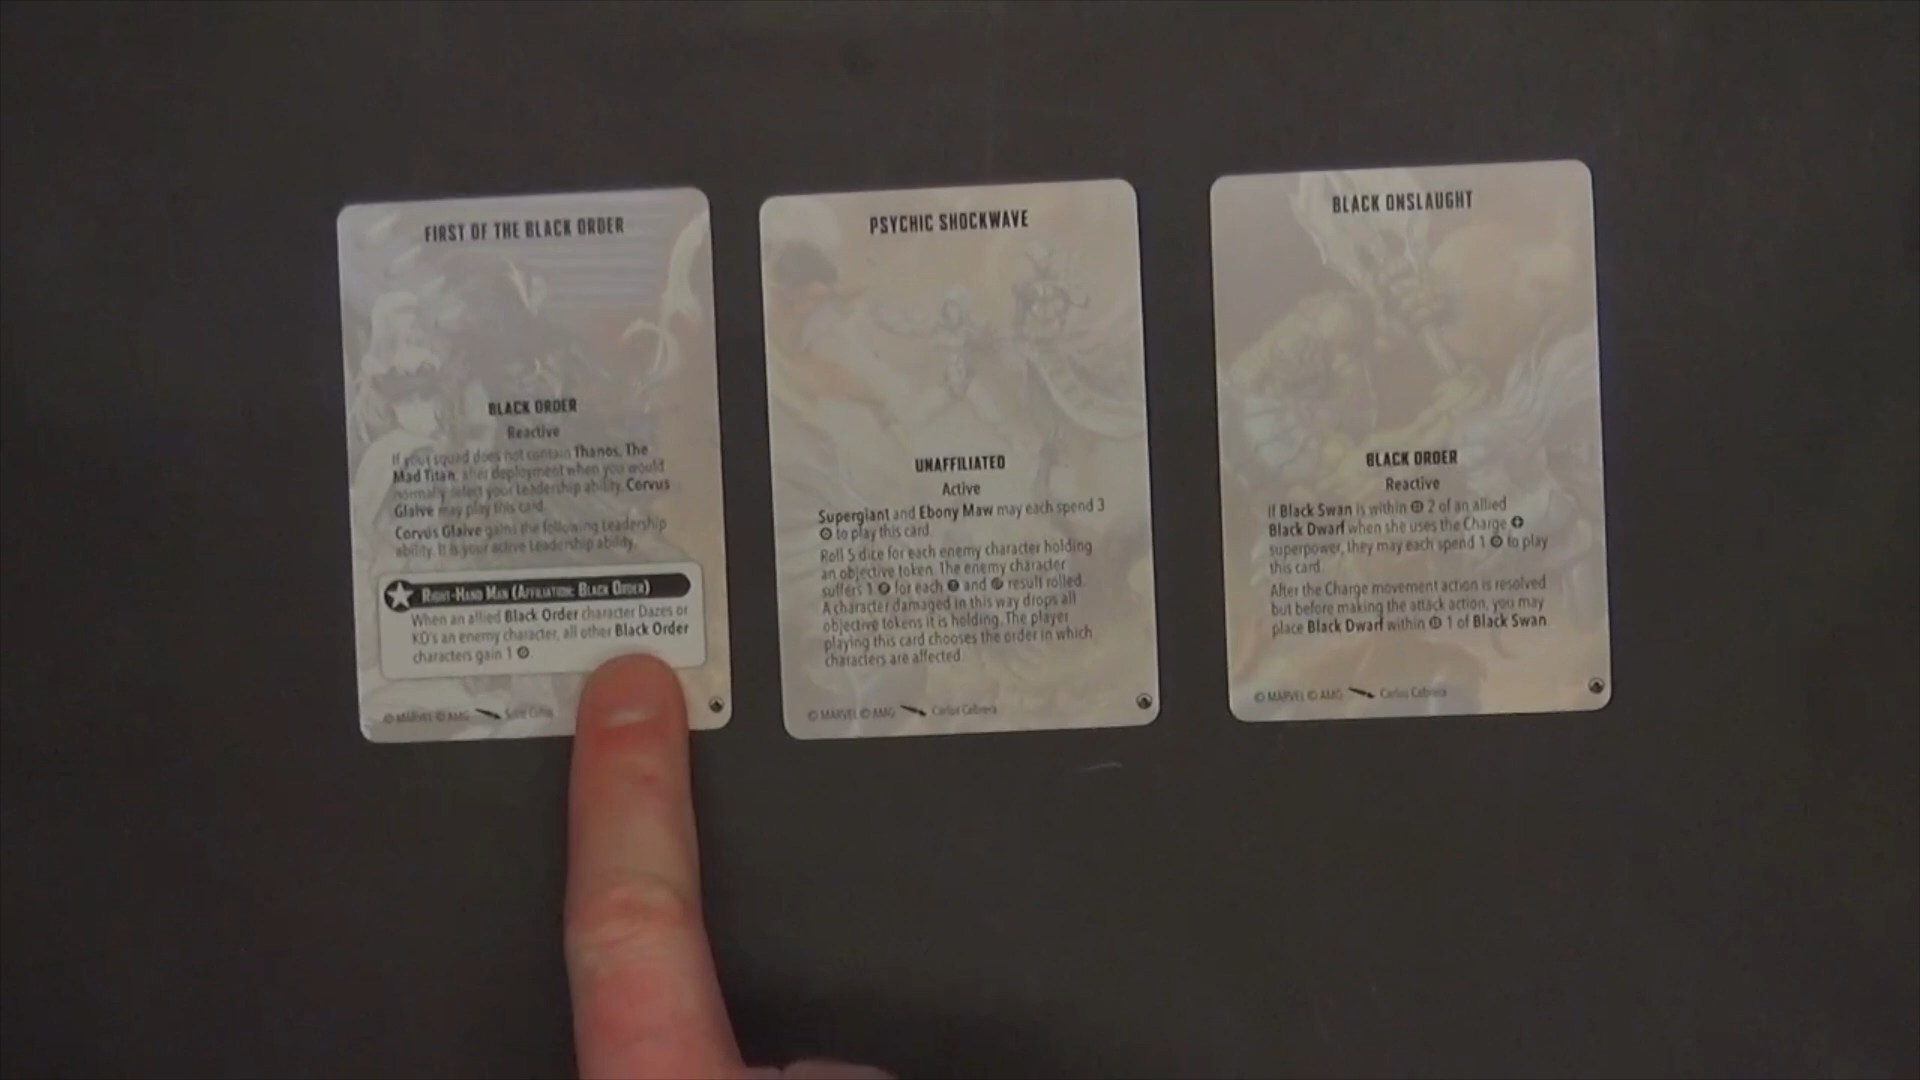 FIRST OF THE BLACK ORDER
BLACK ORDER
Reactive
If your squad does not contain Thanos, The
Mad Titan, after deployment when you would
normally select your Leadership ability, Corvus
Glaive may play this card.
Corvus Glaive gains the following Leadership
ability. It is your active Leadership ability.
RIGHT-HAND MAN (AFFILIATION: BLACK ORDER)
When an allied Black Order character Dazes or
KO's an enemy character, all other Black Order
characters gain 1
© MARVEL © AMG
PSYCHIC SHOCKWAVE
UNAFFILIATED
Active
Supergiant and Ebony Maw may each spend 3
to play this card.
Roll 5 dice for each enemy character holding
an objective token. The enemy character
suffers 1 for each and result rolled.
A character damaged in this way drops all
objective tokens it is holding. The player
playing this card chooses the order in which
characters are affected.
© MARVEL © AMG Carlos Cabrera
BLACK ONSLAUGHT
BLACK ORDER
Reactive
If Black Swan is within 2 of an allied
Black Dwarf when she uses the Charge
superpower, they may each spend 1 to play
this card.
After the Charge movement action is resolved
but before making the attack action, you may
place Black Dwarf within 1 of Black Swan.
© MARVEL © AMG Carlos Cabrera